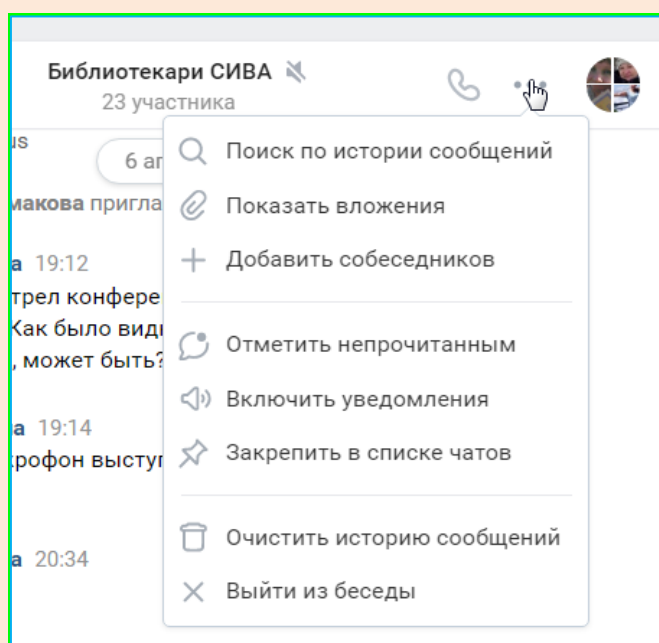 Библиотекари СИВА
23 участника
Поиск по истории сообщений
Показать вложения
Добавить собеседников
Отметить непрочитанным
Включить уведомления
Закрепить в списке чатов
Очистить историю сообщений
Выйти из беседы
us
6 ап
макова пригла
а 19:12
трел конфере
Как было види
, может быть?
а 19:14
крофон высту
а 20:34